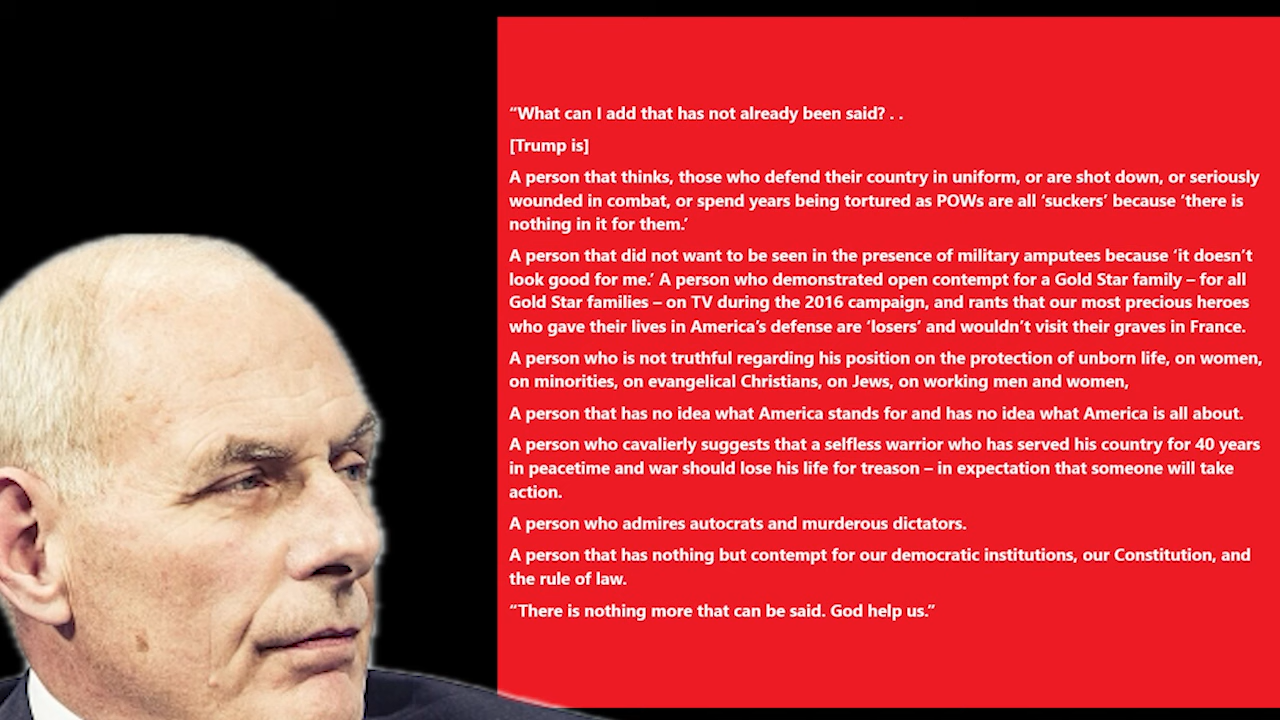 “What can I add that has not already been said? . .
[Trump is]
A person that thinks, those who defend their country in uniform, or are shot down, or seriously
wounded in combat, or spend years being tortured as POWs are all ‘suckers’ because ‘there is
nothing in it for them.’
A person that did not want to be seen in the presence of military amputees because ‘it doesn’t
look good for me.’ A person who demonstrated open contempt for a Gold Star family – for all
Gold Star families – on TV during the 2016 campaign, and rants that our most precious heroes
who gave their lives in America’s defense are ‘losers’ and wouldn’t visit their graves in France.
A person who is not truthful regarding his position on the protection of unborn life, on women,
on minorities, on evangelical Christians, on Jews, on working men and women,
A person that has no idea what America stands for and has no idea what America is all about.
A person who cavalierly suggests that a selfless warrior who has served his country for 40 years
in peacetime and war should lose his life for treason – in expectation that someone will take
action.
A person who admires autocrats and murderous dictators.
A person that has nothing but contempt for our democratic institutions, our Constitution, and
the rule of law.
“There is nothing more that can be said. God help us.”